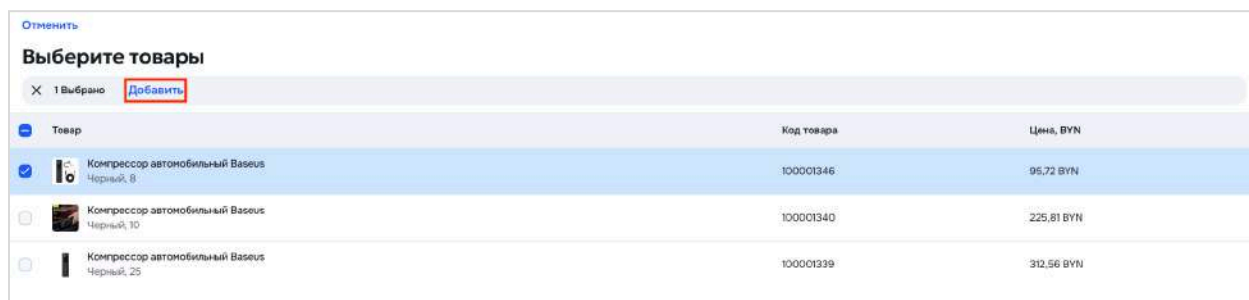 Отменить
Выберите товары
1 Выбрано Добавить
Товар Код товара Цена, BYN
Компрессор автомобильный Baseus
Черный, 8
100001346 95,72 BYN
Компрессор автомобильный Baseus
Черный, 10
100001340 225,81 BYN
Компрессор автомобильный Baseus
Черный, 25
100001339 312,56 BYN